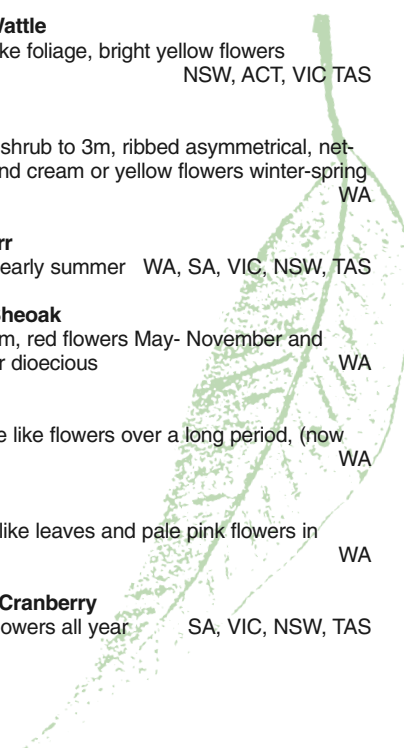 Wattle
ke foliage, bright yellow flowers
NSW, ACT, VIC TAS
shrub to 3m, ribbed asymmetrical, net-
nd cream or yellow flowers winter-spring
WA
rr
early summer WA, SA, VIC, NSW, TAS
Sheoak
m, red flowers May- November and
r dioecious WA
e like flowers over a long period, (now
WA
like leaves and pale pink flowers in
WA
Cranberry
owers all year SA, VIC, NSW, TAS